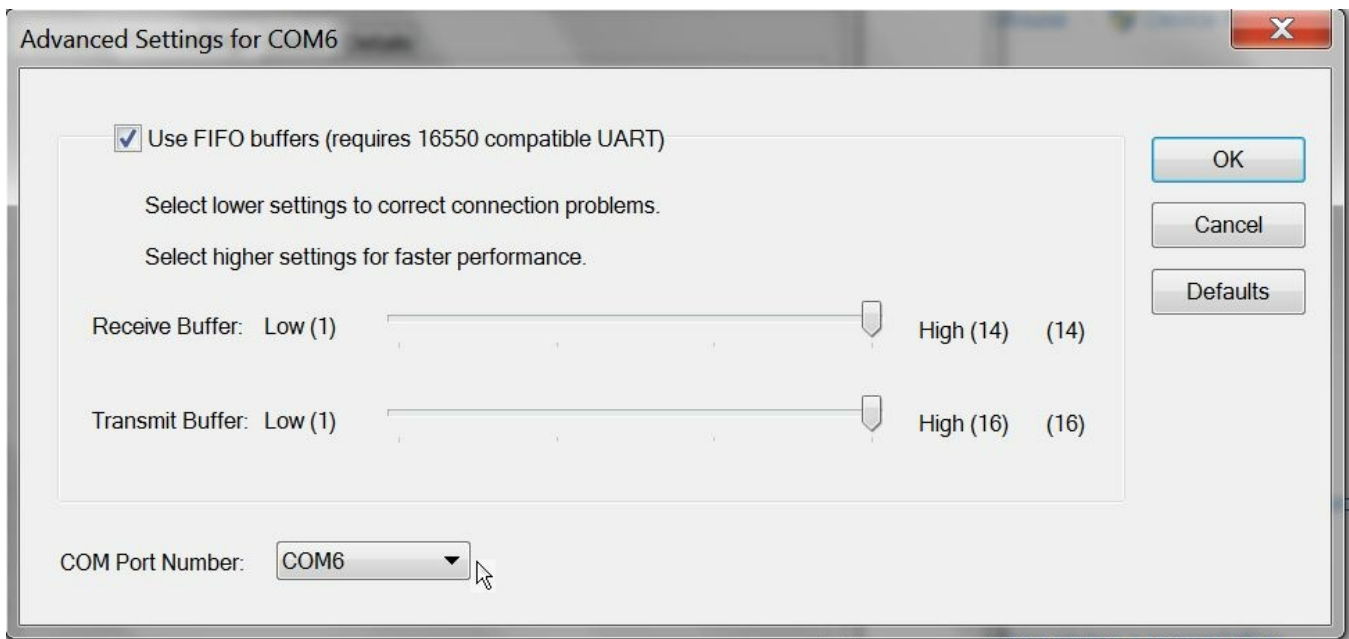 Advanced Settings for COM6
Use FIFO buffers (requires 16550 compatible UART)
OK
Select lower settings to correct connection problems.
Cancel
Select higher settings for faster performance.
Defaults
Receive Buffer: Low (1) High (14) (14)
Transmit Buffer: Low (1) High (16) (16)
COM Port Number: COM6